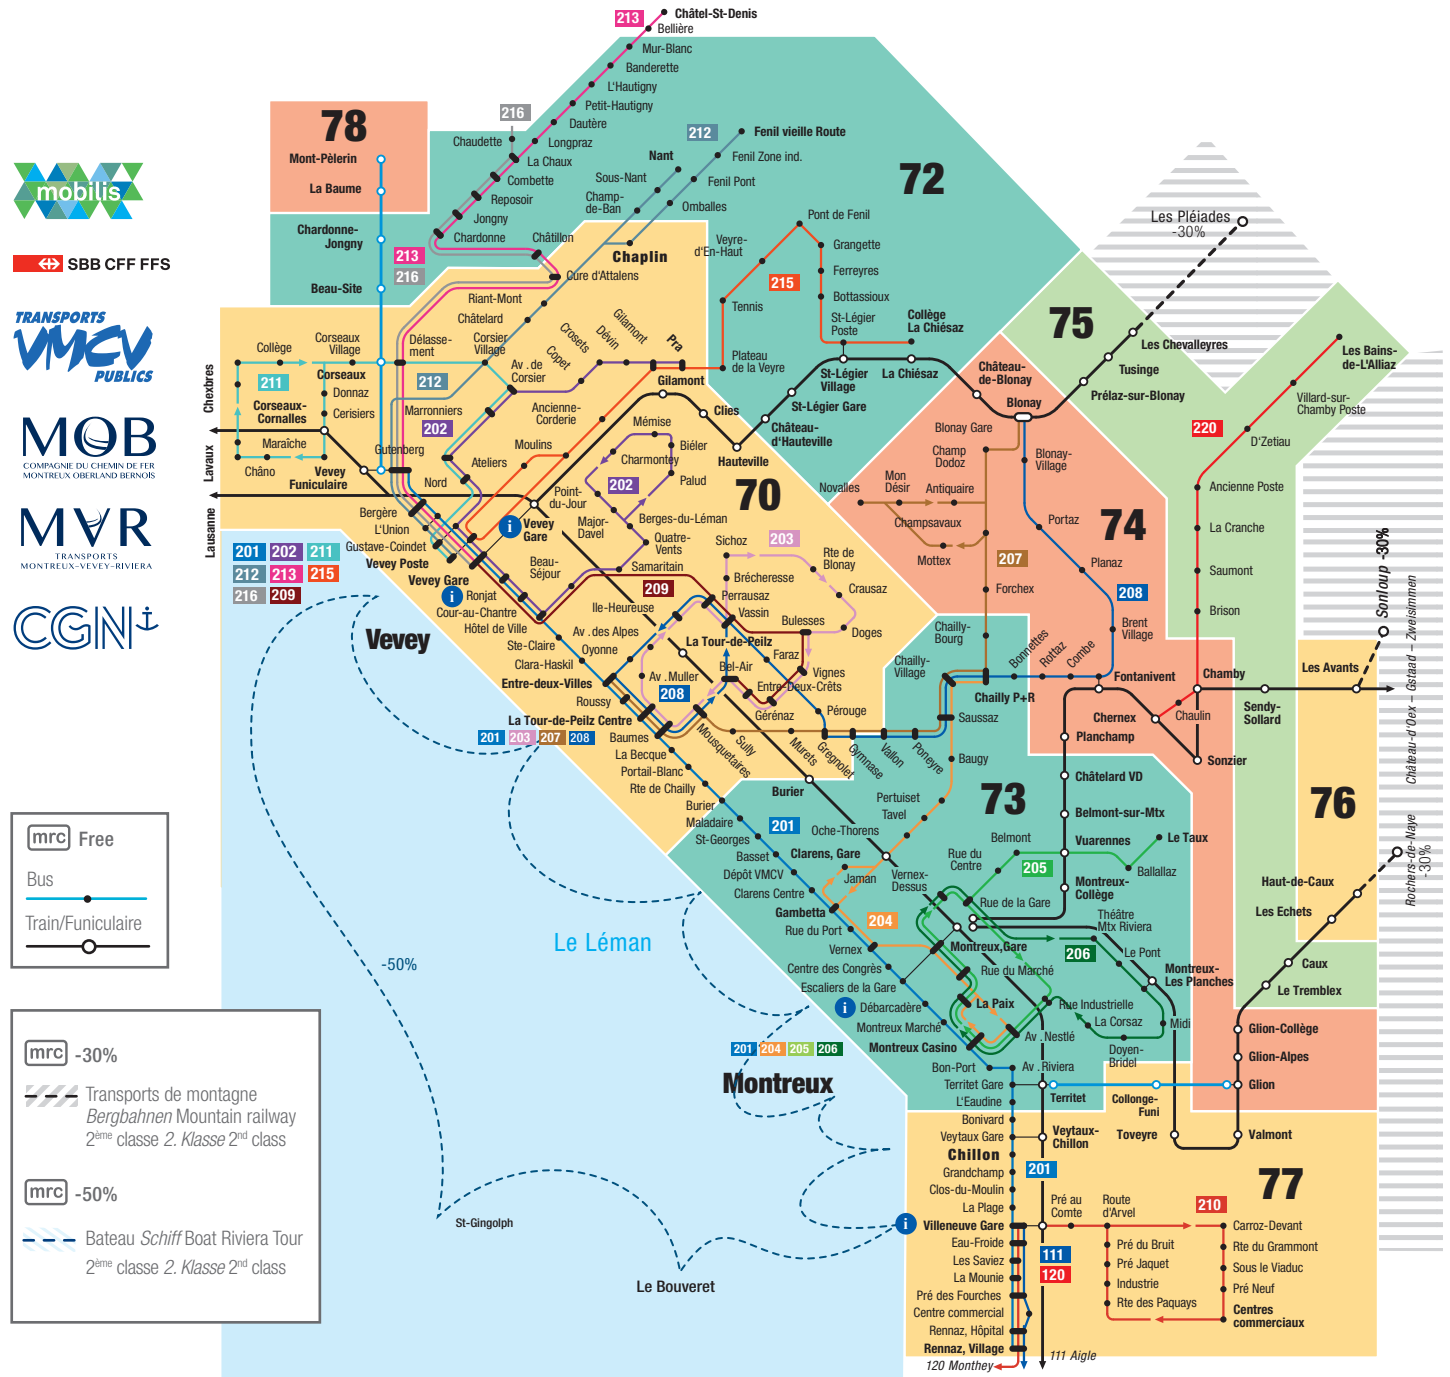 213
Châtel-St-Denis
Bellière
Mur-Blanc
Banderette
L'Hautigny
Petit-Hautigny
Dautère
Longpraz
La Chaux
Combette
Reposoir
Jongny
Chardonne
Châtillon
Cure d'Attalens
216
Chaudette
78
Mont-Pèlerin
La Baume
Chardonne-
Jongny
Beau-Site
213
216
212
Fenil vieille Route
Fenil Zone ind.
Fenil Pont
Omballes
Nant
Sous-Nant
Champ-
de-Ban
Chaplin
Riant-Mont
Châtelard
Corsier
Village
72
Pont de Fenil
Veyre-
d'En-Haut
Grangette
Ferreyres
Bottassioux
215
Tennis
St-Légier
Poste
Collège
La Chiésaz
Plateau
de la Veyre
St-Légier
Village
La Chiésaz
St-Légier Gare
Château-
d'Hauteville
Hauteville
Clies
Gilamont
Château-
de-Blonay
Blonay
Les Pléiades
-30%
75
Les Chevalleyres
Tusinge
Prélaz-sur-Blonay
Les Bains-
de-L'Alliaz
Villard-sur-
Chamby Poste
D'Zetiau
220
Ancienne Poste
La Cranche
Saumont
Brison
mobilis
SBB CFF FFS
TRANSPORTS
VMCV
PUBLICS
MOB
COMPAGNIE DU CHEMIN DE FER
MONTREUX OBERLAND BERNOIS
MVR
TRANSPORTS
MONTREUX-VEVEY-RIVIERA
CGN
Chexbres
Lavaux
Lausanne
Collège
Corseaux
Village
Délasse-
ment
211
Corseaux
Donnaz
Cerisiers
Corseaux-
Cornalles
Maraîche
Châno
Vevey
Funiculaire
212
Marronniers
202
Gutenberg
Nord
Ateliers
Moulins
Ancienne-
Corderie
Av . de
Corsier
Copet
Crosets
Dévin
Gilamont
Pra
Bergère
L'Union
Gustave-Coindet
Vevey Poste
Vevey Gare
i
Ronjat
Cour-au-Chantre
Hôtel de Ville
Ste-Claire
Clara-Haskil
Entre-deux-Villes
Roussy
La Tour-de-Peilz Centre
201 203 207 208
Baumes
La Becque
Portail-Blanc
Rte de Chailly
Burier
Maladaire
St-Georges
Basset
Dépôt VMCV
Clarens Centre
Gambetta
Rue du Port
Vernex
Centre des Congrès
Escaliers de la Gare
i
Débarcadère
Montreux Marché
Montreux Casino
Bon-Port
Territet Gare
L'Eaudine
Bonivard
Veytaux Gare
Chillon
Grandchamp
Clos-du-Moulin
La Plage
i
Villeneuve Gare
Eau-Froide
Les Saviez
La Mounie
Pré des Fourches
Centre commercial
Rennaz, Hôpital
Rennaz, Village
120 Monthey
111 Aigle
201 202 211
212 213 215
216 209
Vevey
i
Vevey
Gare
Point-
du-Jour
Mémise
Biéler
Charmontey
Palud
202
Berges-du-Léman
Major-
Davel
Quatre-
Vents
Samaritain
Beau-
Séjour
70
Sichoz
203
Rte de
Blonay
Crausaz
Doges
Brécheresse
209
Perrausaz
Ile-Heureuse
Vassin
Bulesses
Av . des Alpes
Oyonne
La Tour-de-Peilz
Faraz
Vignes
Bel-Air
Entre-Deux-Crêts
Gérénaz
Av . Muller
208
Pérouge
Mousquetaires
Sully
Murets
Gregnolet
Gymnase
Vallon
Poneyre
Burier
Blonay Gare
Champ
Dodoz
Blonay-
Village
Novalles
Mon
Désir
Antiquaire
Champsavaux
Mottex
207
Forchex
Portaz
74
Planaz
208
Brent
Village
Chailly-
Bourg
Chailly-
Village
Bonnettes
Rottaz
Combe
Chailly P+R
Fontanivent
Saussaz
Baugy
Chernex
Chaulin
Chamby
Sendy-
Sollard
Les Avants
Sonzier
Planchamp
Châtelard VD
Belmont-sur-Mtx
Vuarennes
Montreux-
Collège
73
Pertuiset
Tavel
Oche-Thorens
201
Clarens, Gare
Jaman
Vernex-
Dessus
204
Belmont
Rue du
Centre
205
Le Taux
Ballallaz
Rue de la Gare
Théâtre
Mtx Riviera
Le Pont
206
Montreux-
Les Planches
Montreux,Gare
Rue du Marché
La Paix
Rue Industrielle
La Corsaz
Midi
Doyen-
Bridel
Av . Nestlé
Av . Riviera
Territet
Collonge-
Funi
Glion
Glion-Alpes
Glion-Collège
Le Tremblex
Caux
Les Echets
Haut-de-Caux
76
Sonloup -30%
Château-d'Oex – Gstaad – Zweisimmen
Rochers-de-Naye
-30%
Toveyre
Valmont
Veytaux-
Chillon
201
77
Pré au
Comte
Route
d'Arvel
210
Carroz-Devant
Rte du Grammont
Sous le Viaduc
Pré Neuf
Centres
commerciaux
Pré du Bruit
Pré Jaquet
Industrie
Rte des Paquays
111
120
201 204 205 206
Montreux
Le Léman
-50%
St-Gingolph
Le Bouveret
mrc Free
Bus
Train/Funiculaire
mrc -30%
Transports de montagne
Bergbahnen Mountain railway
2ème classe 2. Klasse 2nd class
mrc -50%
Bateau Schiff Boat Riviera Tour
2ème classe 2. Klasse 2nd class